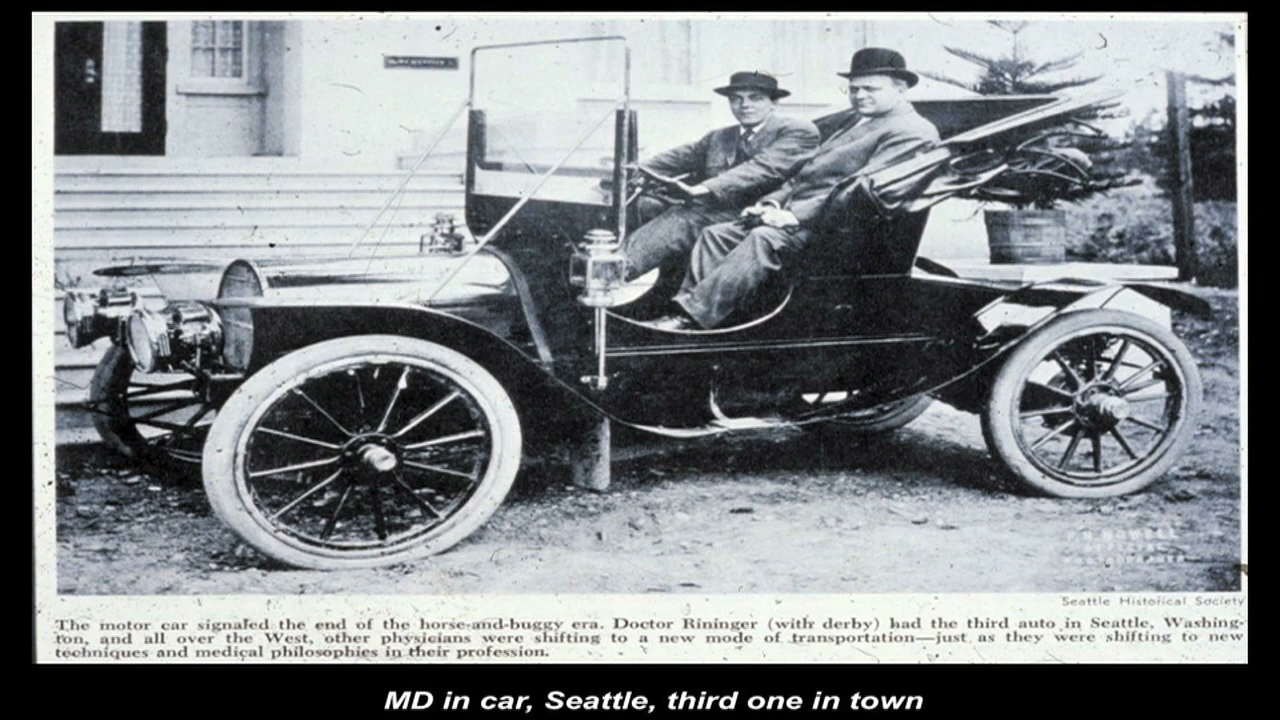 Seattle Historical Society
The motor car signaled the end of the horse-and-buggy era. Doctor Rininger (with derby) had the third auto in Seattle, Washing-
ton, and all over the West, other physicians were shifting to a new mode of transportation—just as they were shifting to new
techniques and medical philosophies in their profession.
MD in car, Seattle, third one in town